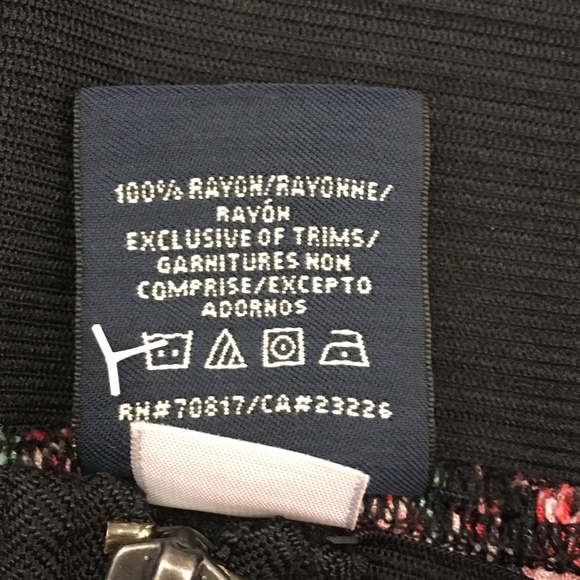 100% RAYON/RAYONNE/
RAYÓN
EXCLUSIVE OF TRIMS/
GARNITURES NON
COMPRISE/EXCEPTO
ADORNOS
RN#70817/CA#23226